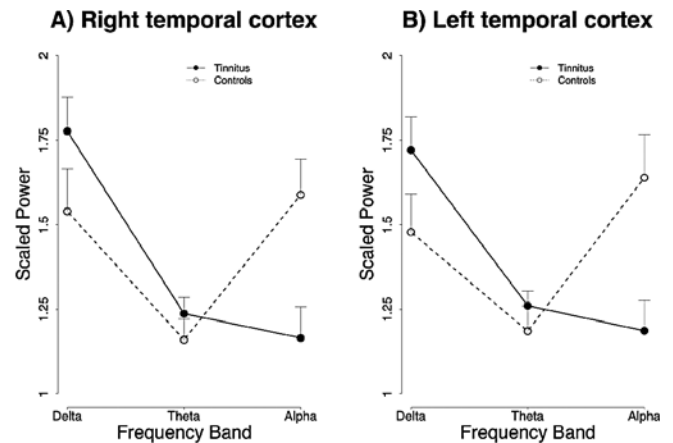 A) Right temporal cortex
Tinnitus
Controls
2
1.75
1.5
1.25
1
Scaled Power
Delta
Theta
Alpha
Frequency Band
B) Left temporal cortex
Tinnitus
Controls
2
1.75
1.5
1.25
1
Scaled Power
Delta
Theta
Alpha
Frequency Band